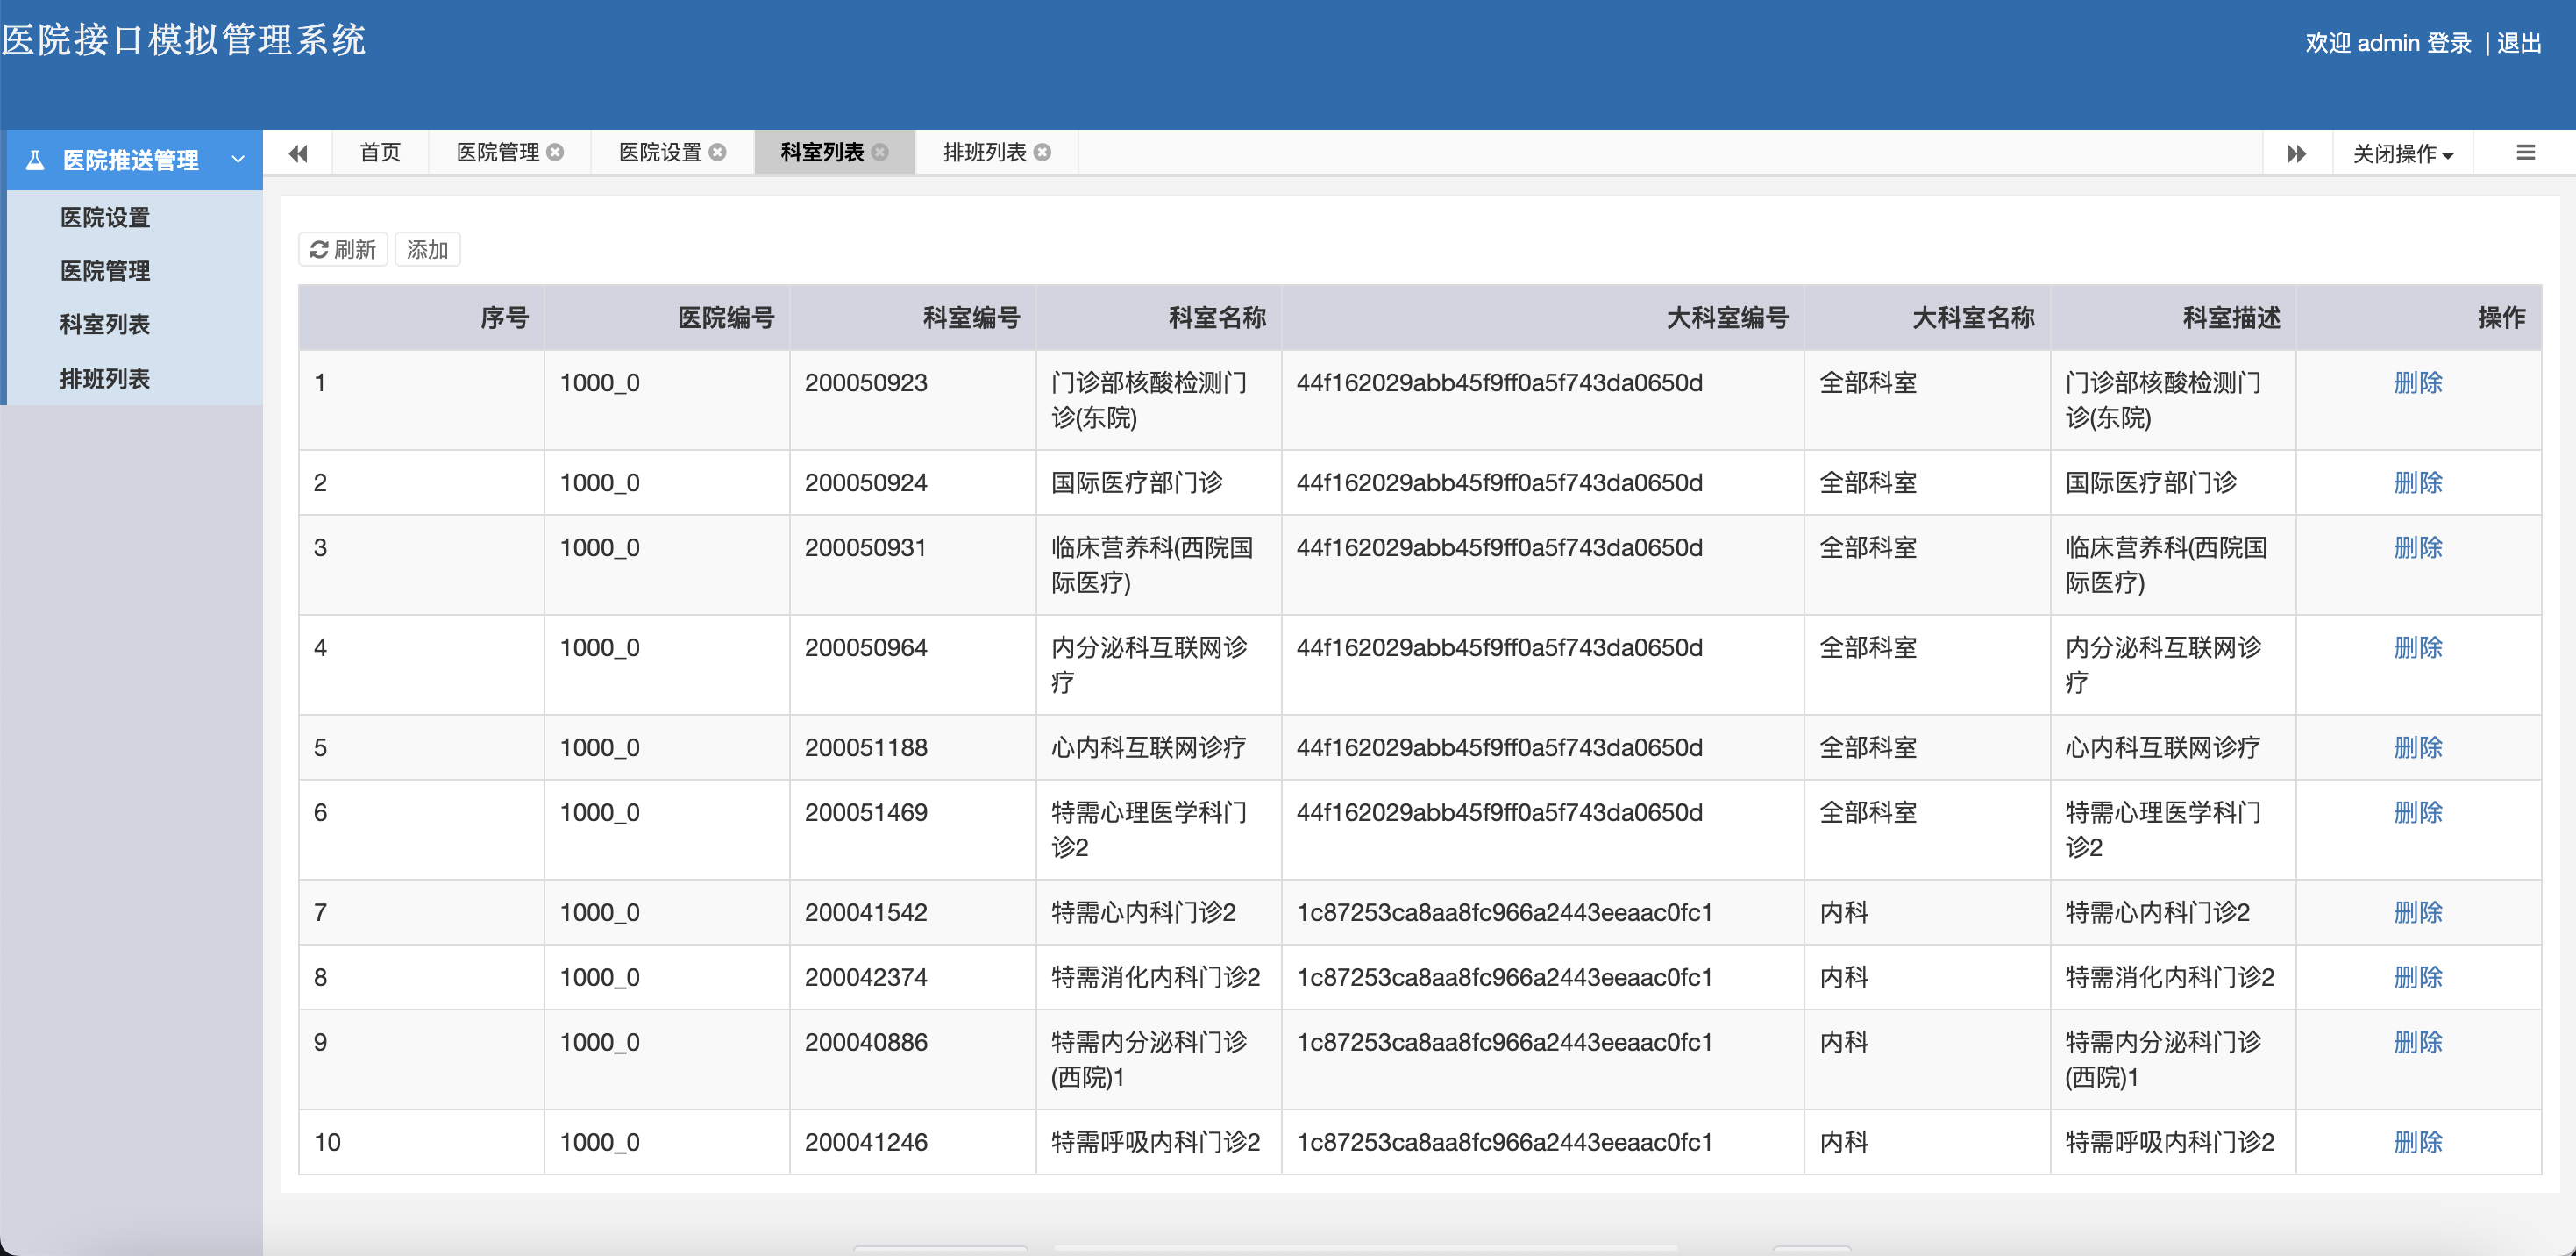 医院接口模拟管理系统
欢迎 admin 登录 | 退出
医院推送管理
医院设置
医院管理
科室列表
排班列表
首页 医院管理 医院设置 科室列表 排班列表 关闭操作
刷新 添加
序号 医院编号 科室编号 科室名称 大科室编号 大科室名称 科室描述 操作
1 1000_0 200050923 门诊部核酸检测门 44f162029abb45f9ff0a5f743da0650d 全部科室 门诊部核酸检测门 删除
诊(东院) 诊(东院)
2 1000_0 200050924 国际医疗部门诊 44f162029abb45f9ff0a5f743da0650d 全部科室 国际医疗部门诊 删除
3 1000_0 200050931 临床营养科(西院国 44f162029abb45f9ff0a5f743da0650d 全部科室 临床营养科(西院国 删除
际医疗) 际医疗)
4 1000_0 200050964 内分泌科互联网诊 44f162029abb45f9ff0a5f743da0650d 全部科室 内分泌科互联网诊 删除
疗 疗
5 1000_0 200051188 心内科互联网诊疗 44f162029abb45f9ff0a5f743da0650d 全部科室 心内科互联网诊疗 删除
6 1000_0 200051469 特需心理医学科门 44f162029abb45f9ff0a5f743da0650d 全部科室 特需心理医学科门 删除
诊2 诊2
7 1000_0 200041542 特需心内科门诊2 1c87253ca8aa8fc966a2443eeaac0fc1 内科 特需心内科门诊2 删除
8 1000_0 200042374 特需消化内科门诊2 1c87253ca8aa8fc966a2443eeaac0fc1 内科 特需消化内科门诊2 删除
9 1000_0 200040886 特需内分泌科门诊 1c87253ca8aa8fc966a2443eeaac0fc1 内科 特需内分泌科门诊 删除
(西院)1 (西院)1
10 1000_0 200041246 特需呼吸内科门诊2 1c87253ca8aa8fc966a2443eeaac0fc1 内科 特需呼吸内科门诊2 删除